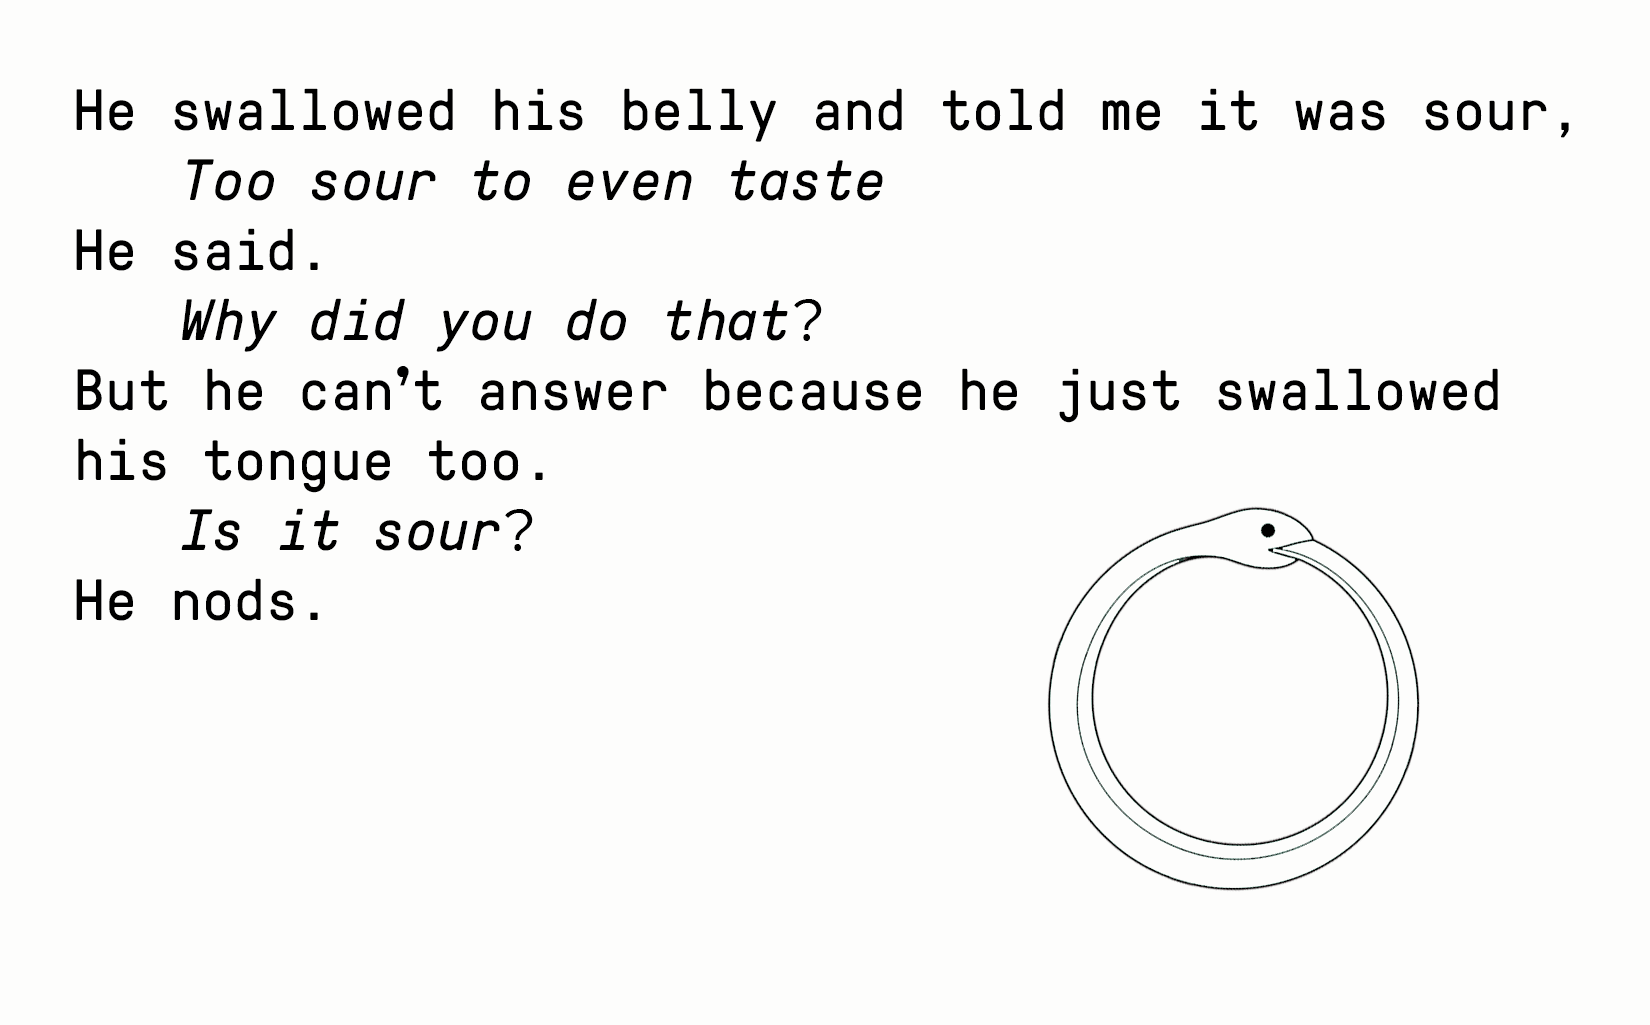 He swallowed his belly and told me it was sour,
Too sour to even taste
He said.
Why did you do that?
But he can’t answer because he just swallowed
his tongue too.
Is it sour?
He nods.